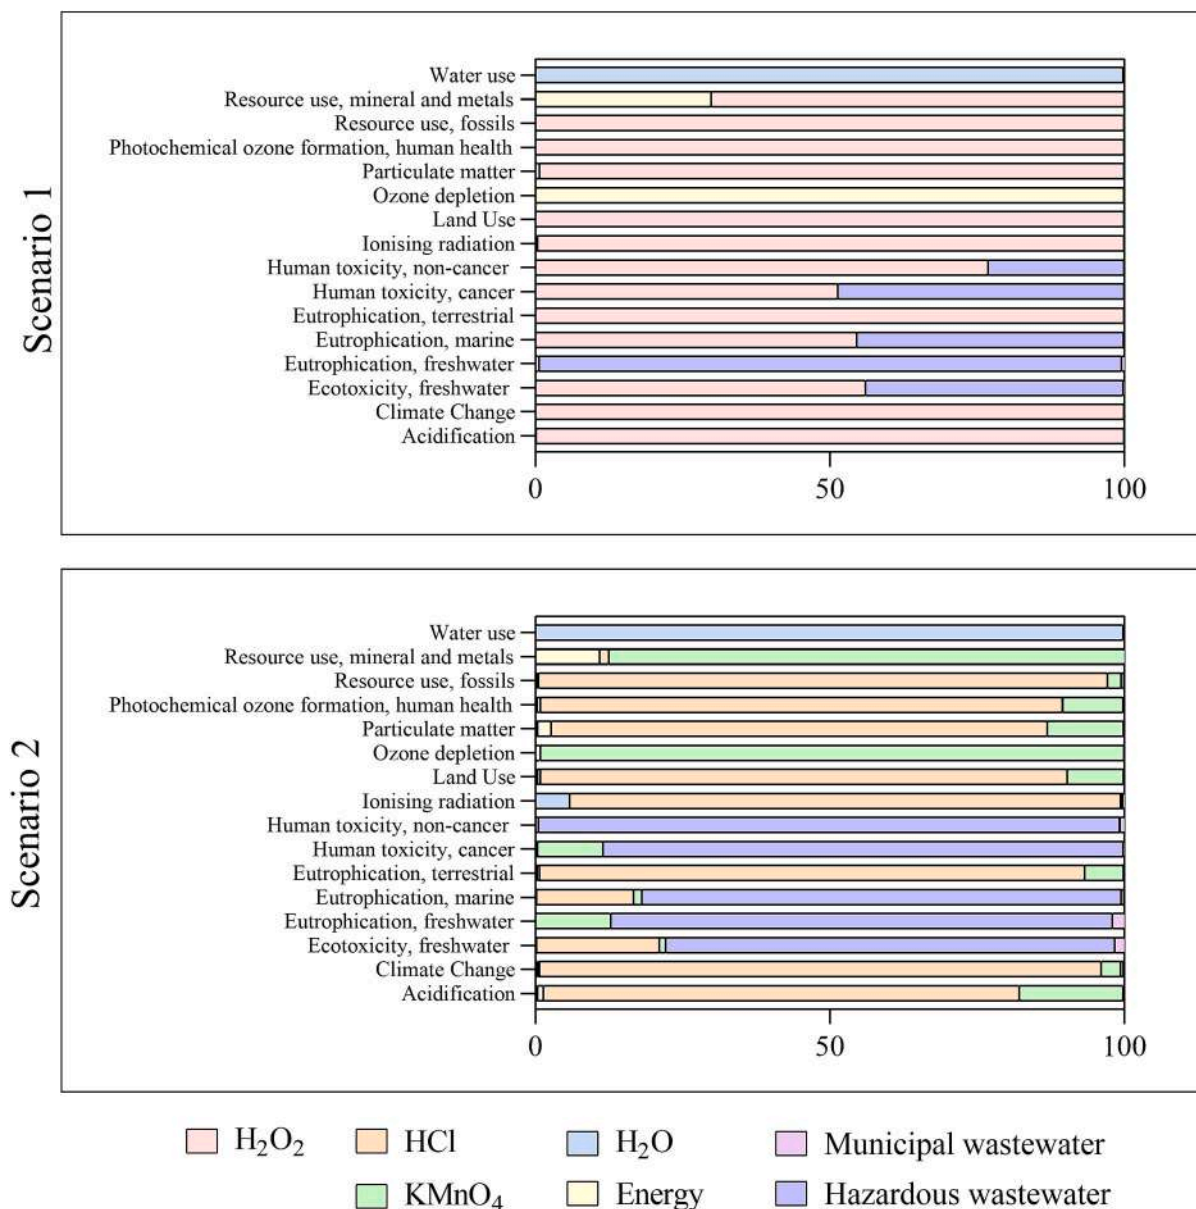 Scenario 1
Water use
Resource use, mineral and metals
Resource use, fossils
Photochemical ozone formation, human health
Particulate matter
Ozone depletion
Land Use
Ionising radiation
Human toxicity, non-cancer
Human toxicity, cancer
Eutrophication, terrestrial
Eutrophication, marine
Eutrophication, freshwater
Ecotoxicity, freshwater
Climate Change
Acidification
0 50 100
Scenario 2
Water use
Resource use, mineral and metals
Resource use, fossils
Photochemical ozone formation, human health
Particulate matter
Ozone depletion
Land Use
Ionising radiation
Human toxicity, non-cancer
Human toxicity, cancer
Eutrophication, terrestrial
Eutrophication, marine
Eutrophication, freshwater
Ecotoxicity, freshwater
Climate Change
Acidification
0 50 100
H₂O₂ HCl H₂O Municipal wastewater
KMnO₄ Energy Hazardous wastewater